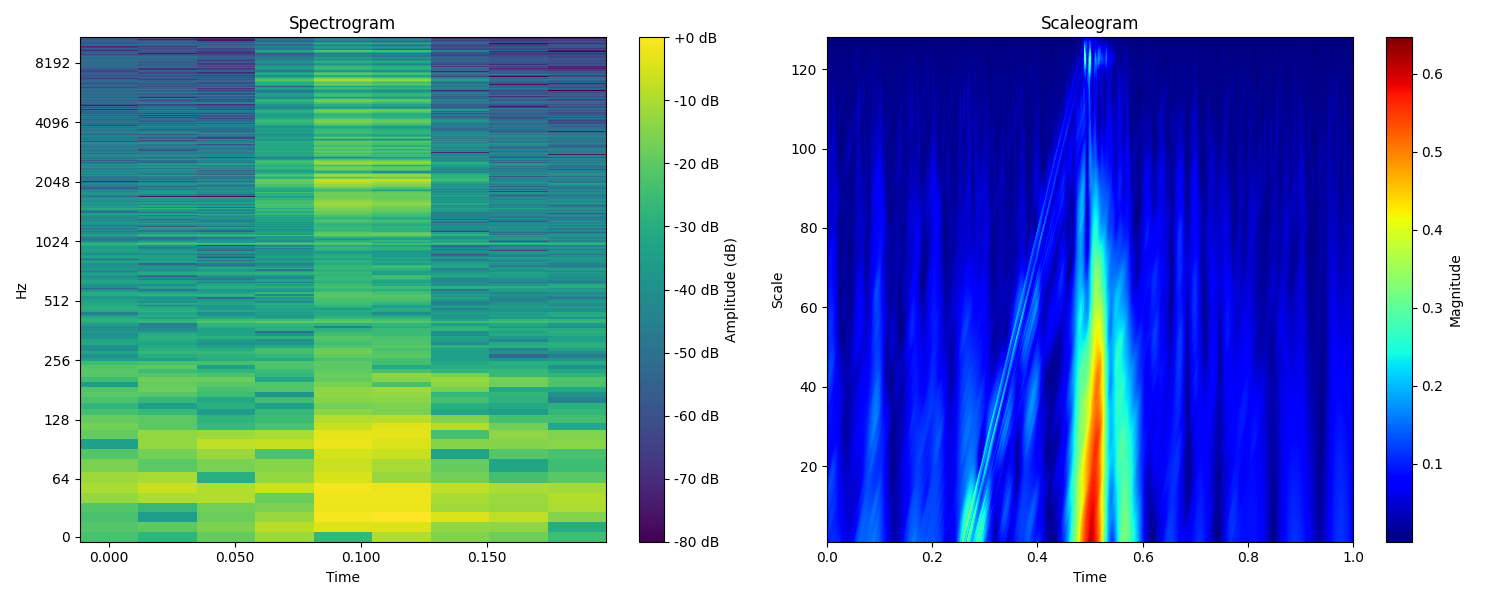 Spectrogram
Hz
8192
4096
2048
1024
512
256
128
64
0
0.000 0.050 0.100 0.150
Time
+0 dB
-10 dB
-20 dB
-30 dB
-40 dB
-50 dB
-60 dB
-70 dB
-80 dB
Amplitude (dB)
Scaleogram
Scale
120
100
80
60
40
20
0.0 0.2 0.4 0.6 0.8 1.0
Time
0.6
0.5
0.4
0.3
0.2
0.1
Magnitude